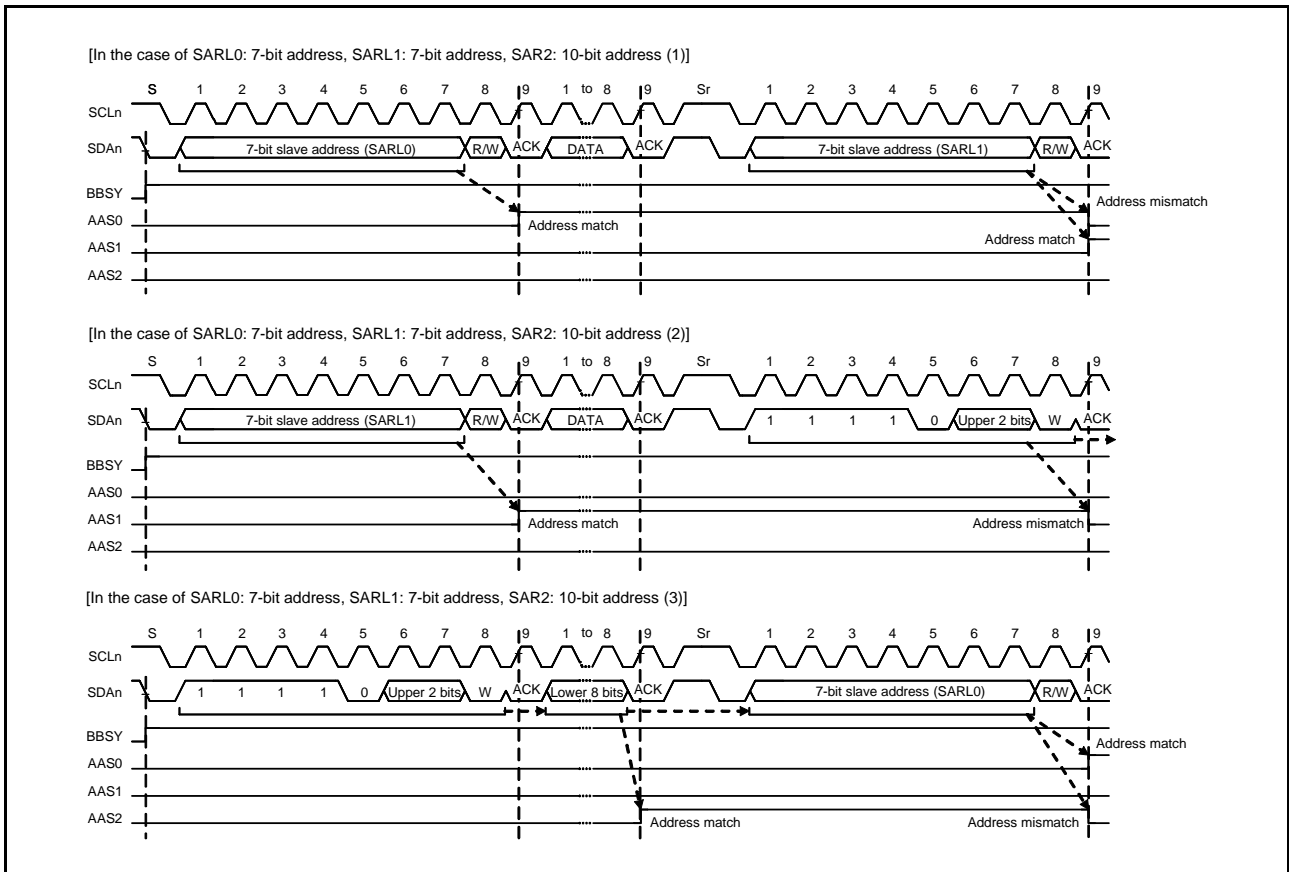 [In the case of SARL0: 7-bit address, SARL1: 7-bit address, SAR2: 10-bit address (1)]
S 1 2 3 4 5 6 7 8 9 1 to 8 9 Sr 1 2 3 4 5 6 7 8 9
SCLn
SDAn 7-bit slave address (SARL0) R/W ACK DATA ACK 7-bit slave address (SARL1) R/W ACK
BBSY
Address mismatch
AAS0 Address match
AAS1 Address match
AAS2
[In the case of SARL0: 7-bit address, SARL1: 7-bit address, SAR2: 10-bit address (2)]
S 1 2 3 4 5 6 7 8 9 1 to 8 9 Sr 1 2 3 4 5 6 7 8 9
SCLn
SDAn 7-bit slave address (SARL1) R/W ACK DATA ACK 1 1 1 1 0 Upper 2 bits W ACK
BBSY
AAS0
AAS1 Address match Address mismatch
AAS2
[In the case of SARL0: 7-bit address, SARL1: 7-bit address, SAR2: 10-bit address (3)]
S 1 2 3 4 5 6 7 8 9 1 to 8 9 Sr 1 2 3 4 5 6 7 8 9
SCLn
SDAn 1 1 1 1 0 Upper 2 bits W ACK Lower 8 bits ACK 7-bit slave address (SARL0) R/W ACK
BBSY
Address match
AAS0
AAS1
AAS2 Address match Address mismatch